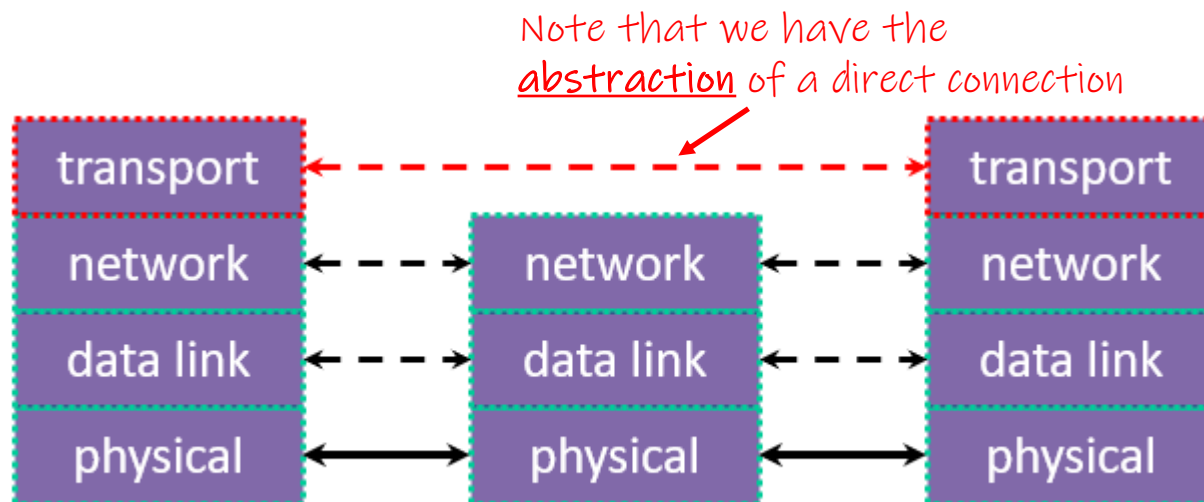 Note that we have the
abstraction of a direct connection
transport transport
network network network
data link data link data link
physical physical physical